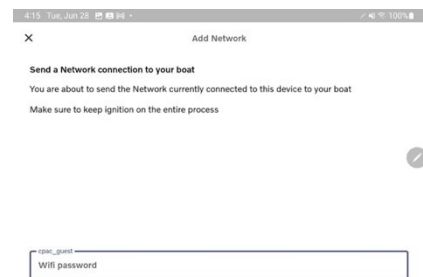 4:15 Tue, Jun 28
100%
Add Network
Send a Network connection to your boat
You are about to send the Network currently connected to this device to your boat
Make sure to keep ignition on the entire process
cpac_guest
Wifi password